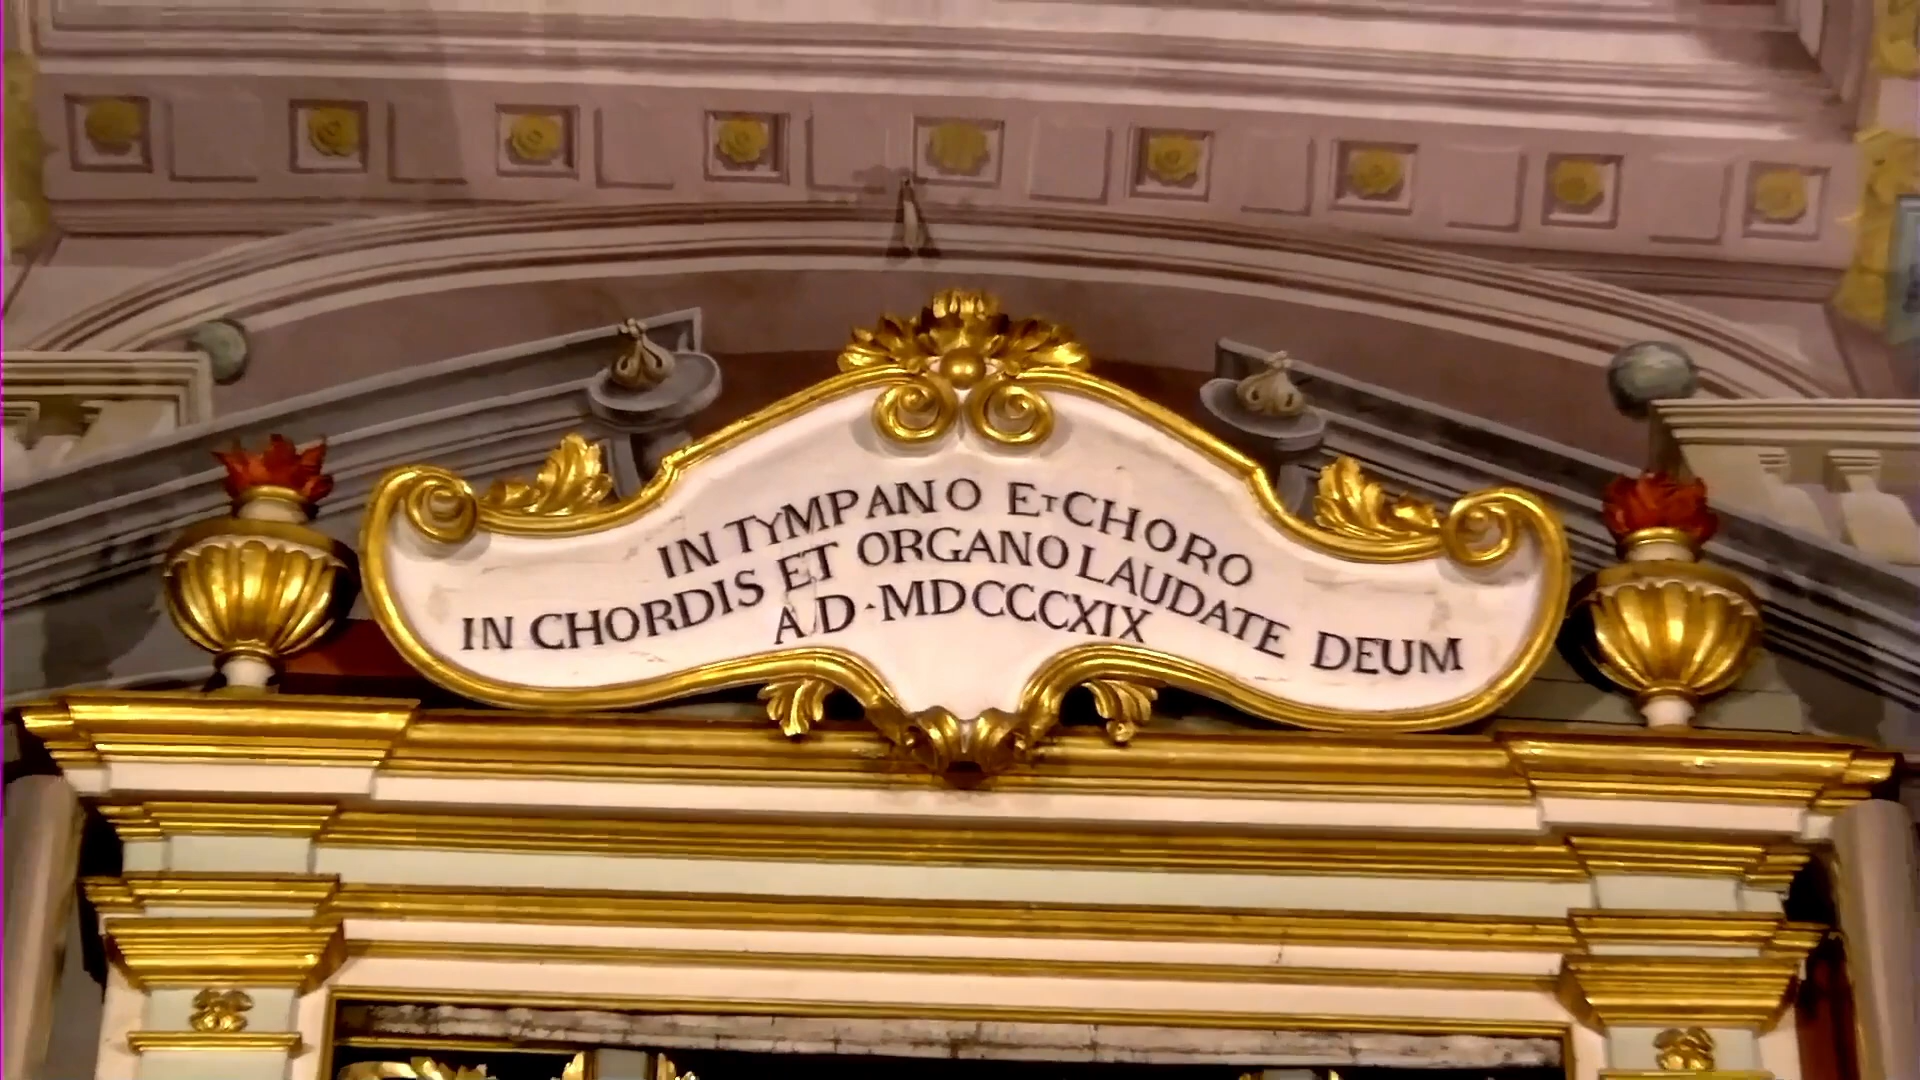 IN TYMPANO ET CHORO
IN CHORDIS ET ORGANO LAUDATE DEUM
A.D·MDCCCXIX